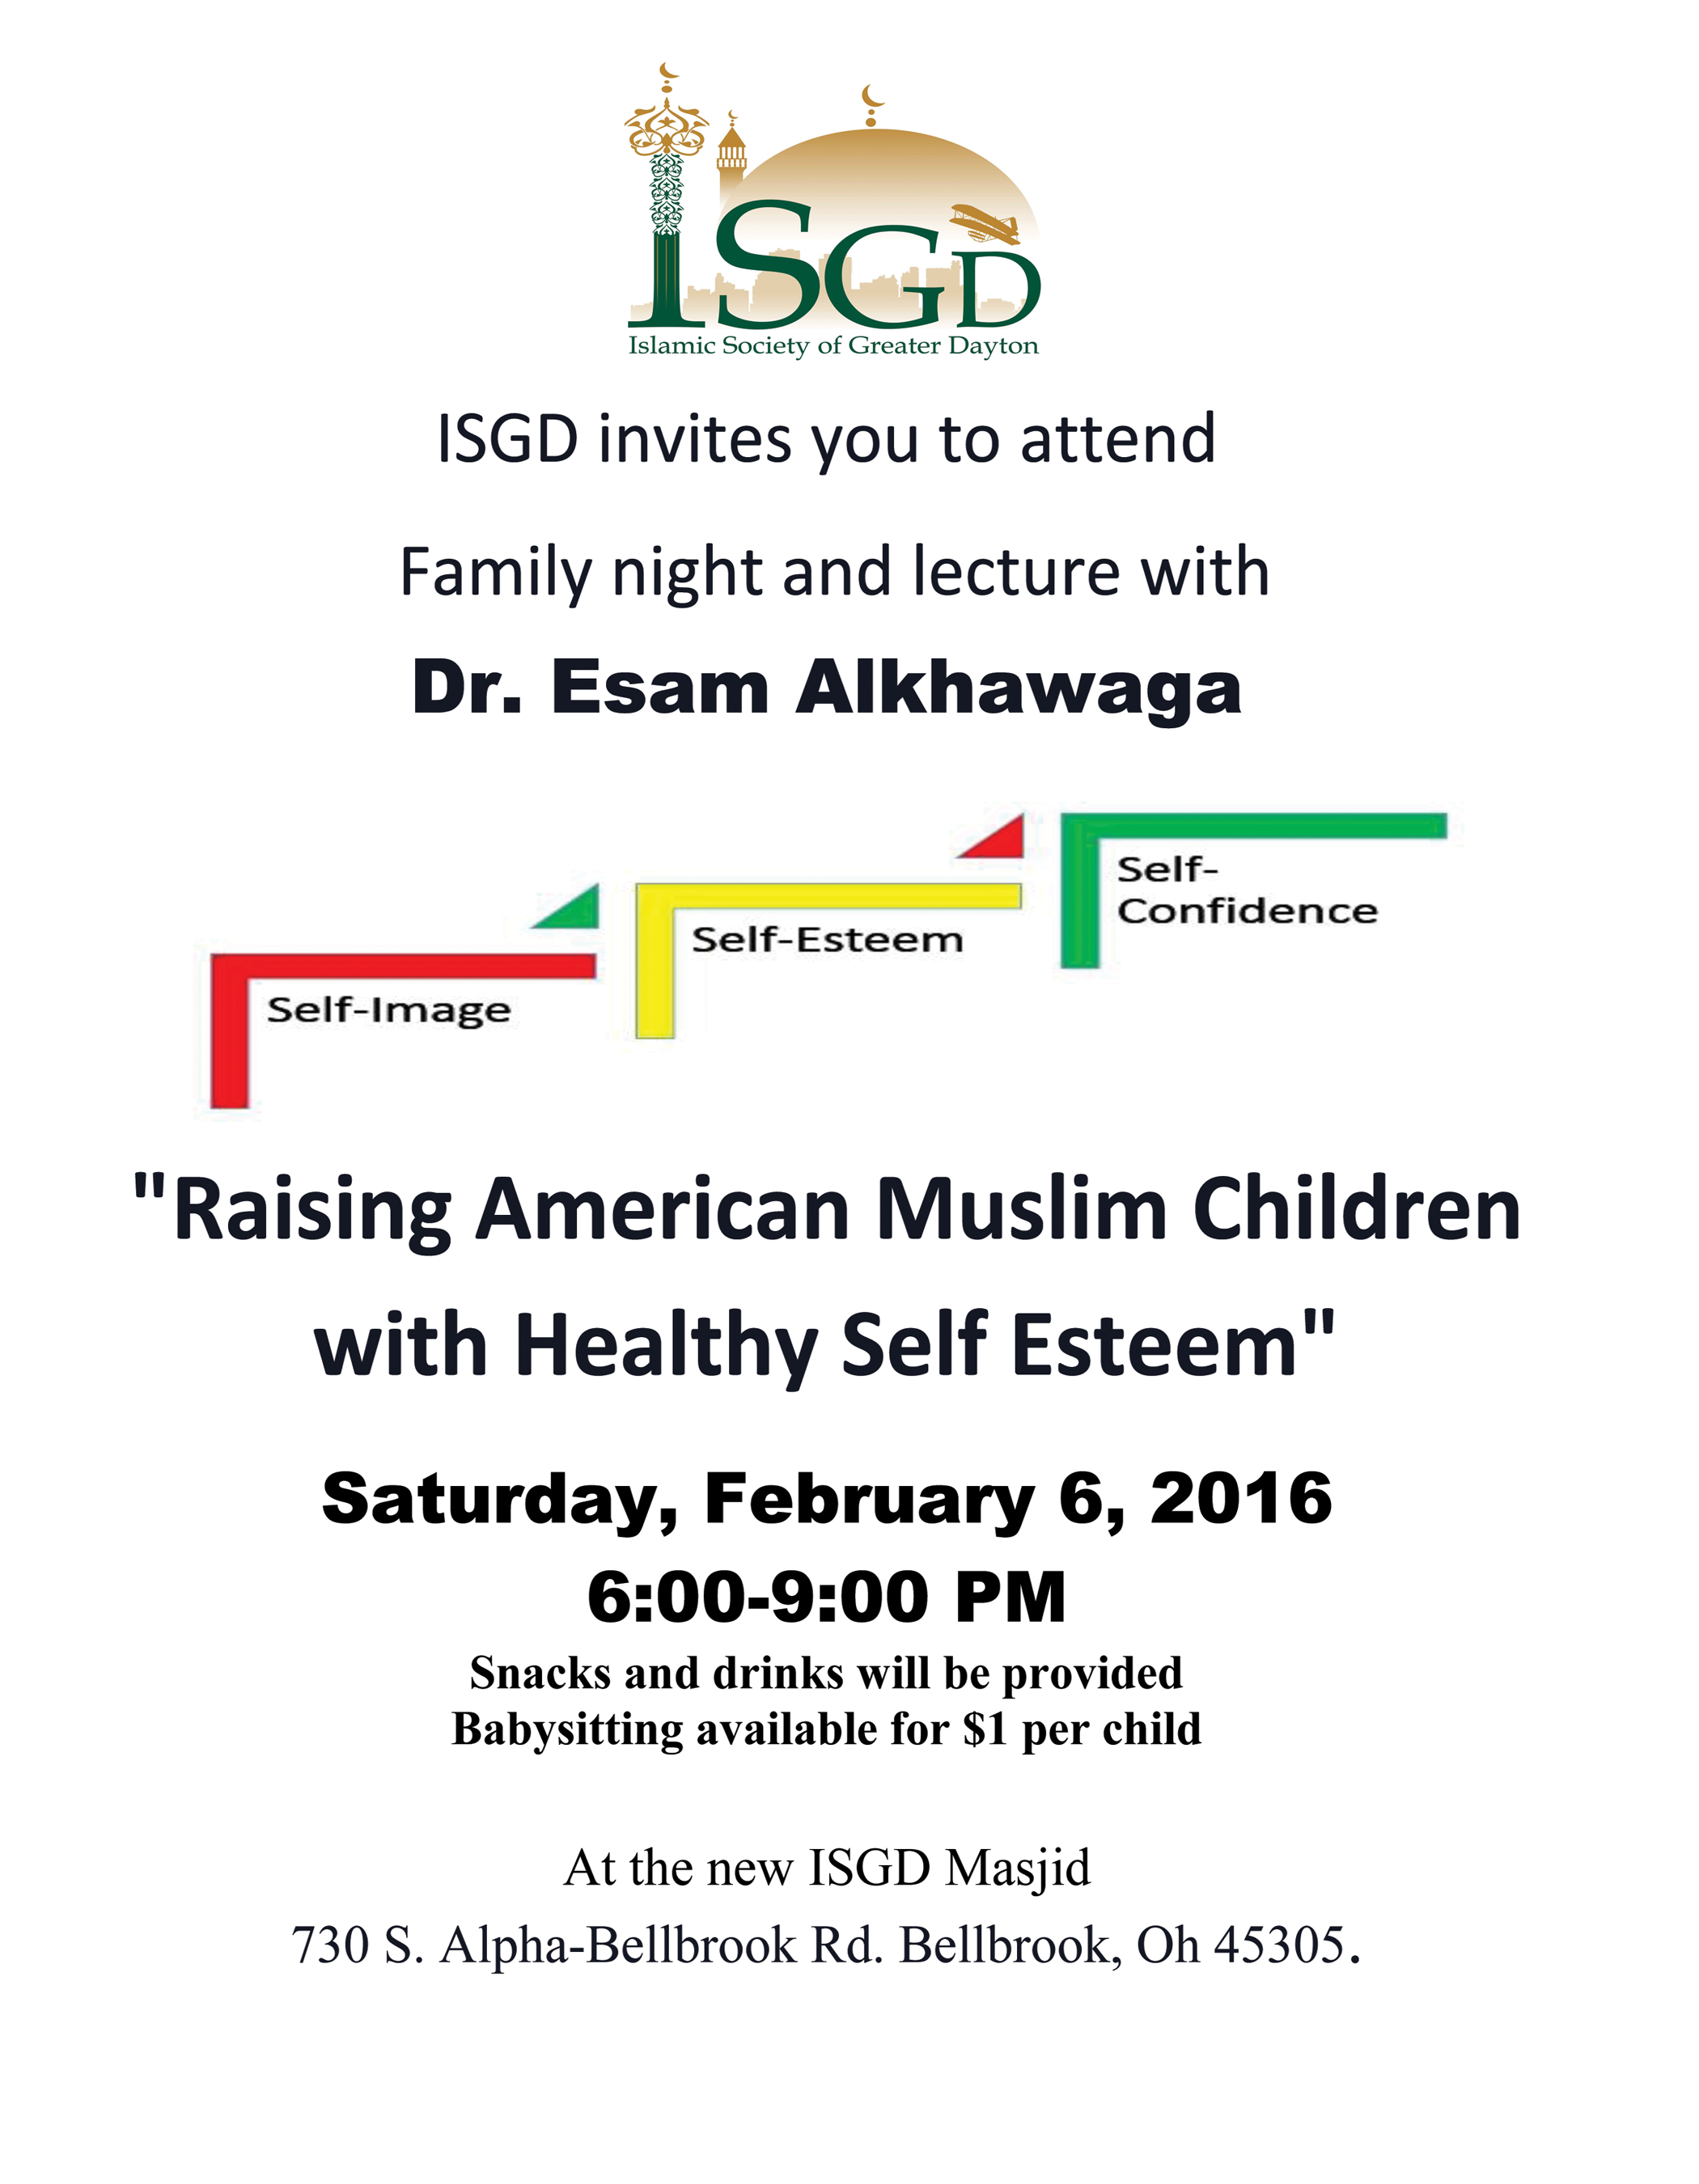 ISGD
Islamic Society of Greater Dayton
ISGD invites you to attend
Family night and lecture with
Dr. Esam Alkhawaga
Self-Image
Self-Esteem
Self-
Confidence
"Raising American Muslim Children
with Healthy Self Esteem"
Saturday, February 6, 2016
6:00-9:00 PM
Snacks and drinks will be provided
Babysitting available for $1 per child
At the new ISGD Masjid
730 S. Alpha-Bellbrook Rd. Bellbrook, Oh 45305.